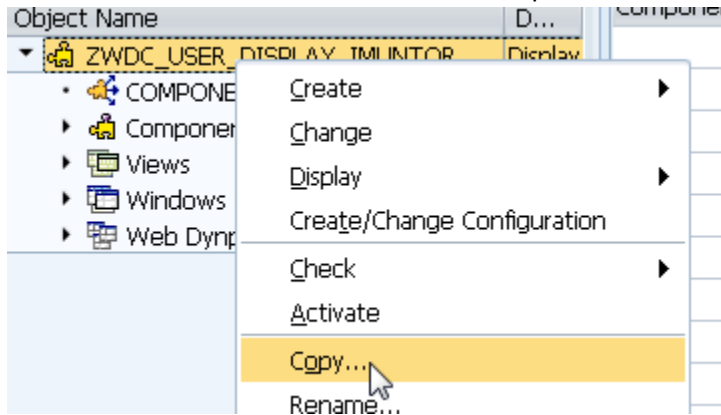 Object Name D... Compone
ZWDC_USER_DISPLAY_IMUNTOR Display
COMPONE
Componer
Views
Windows
Web Dynp
Create
Change
Display
Create/Change Configuration
Check
Activate
Copy...
Rename...